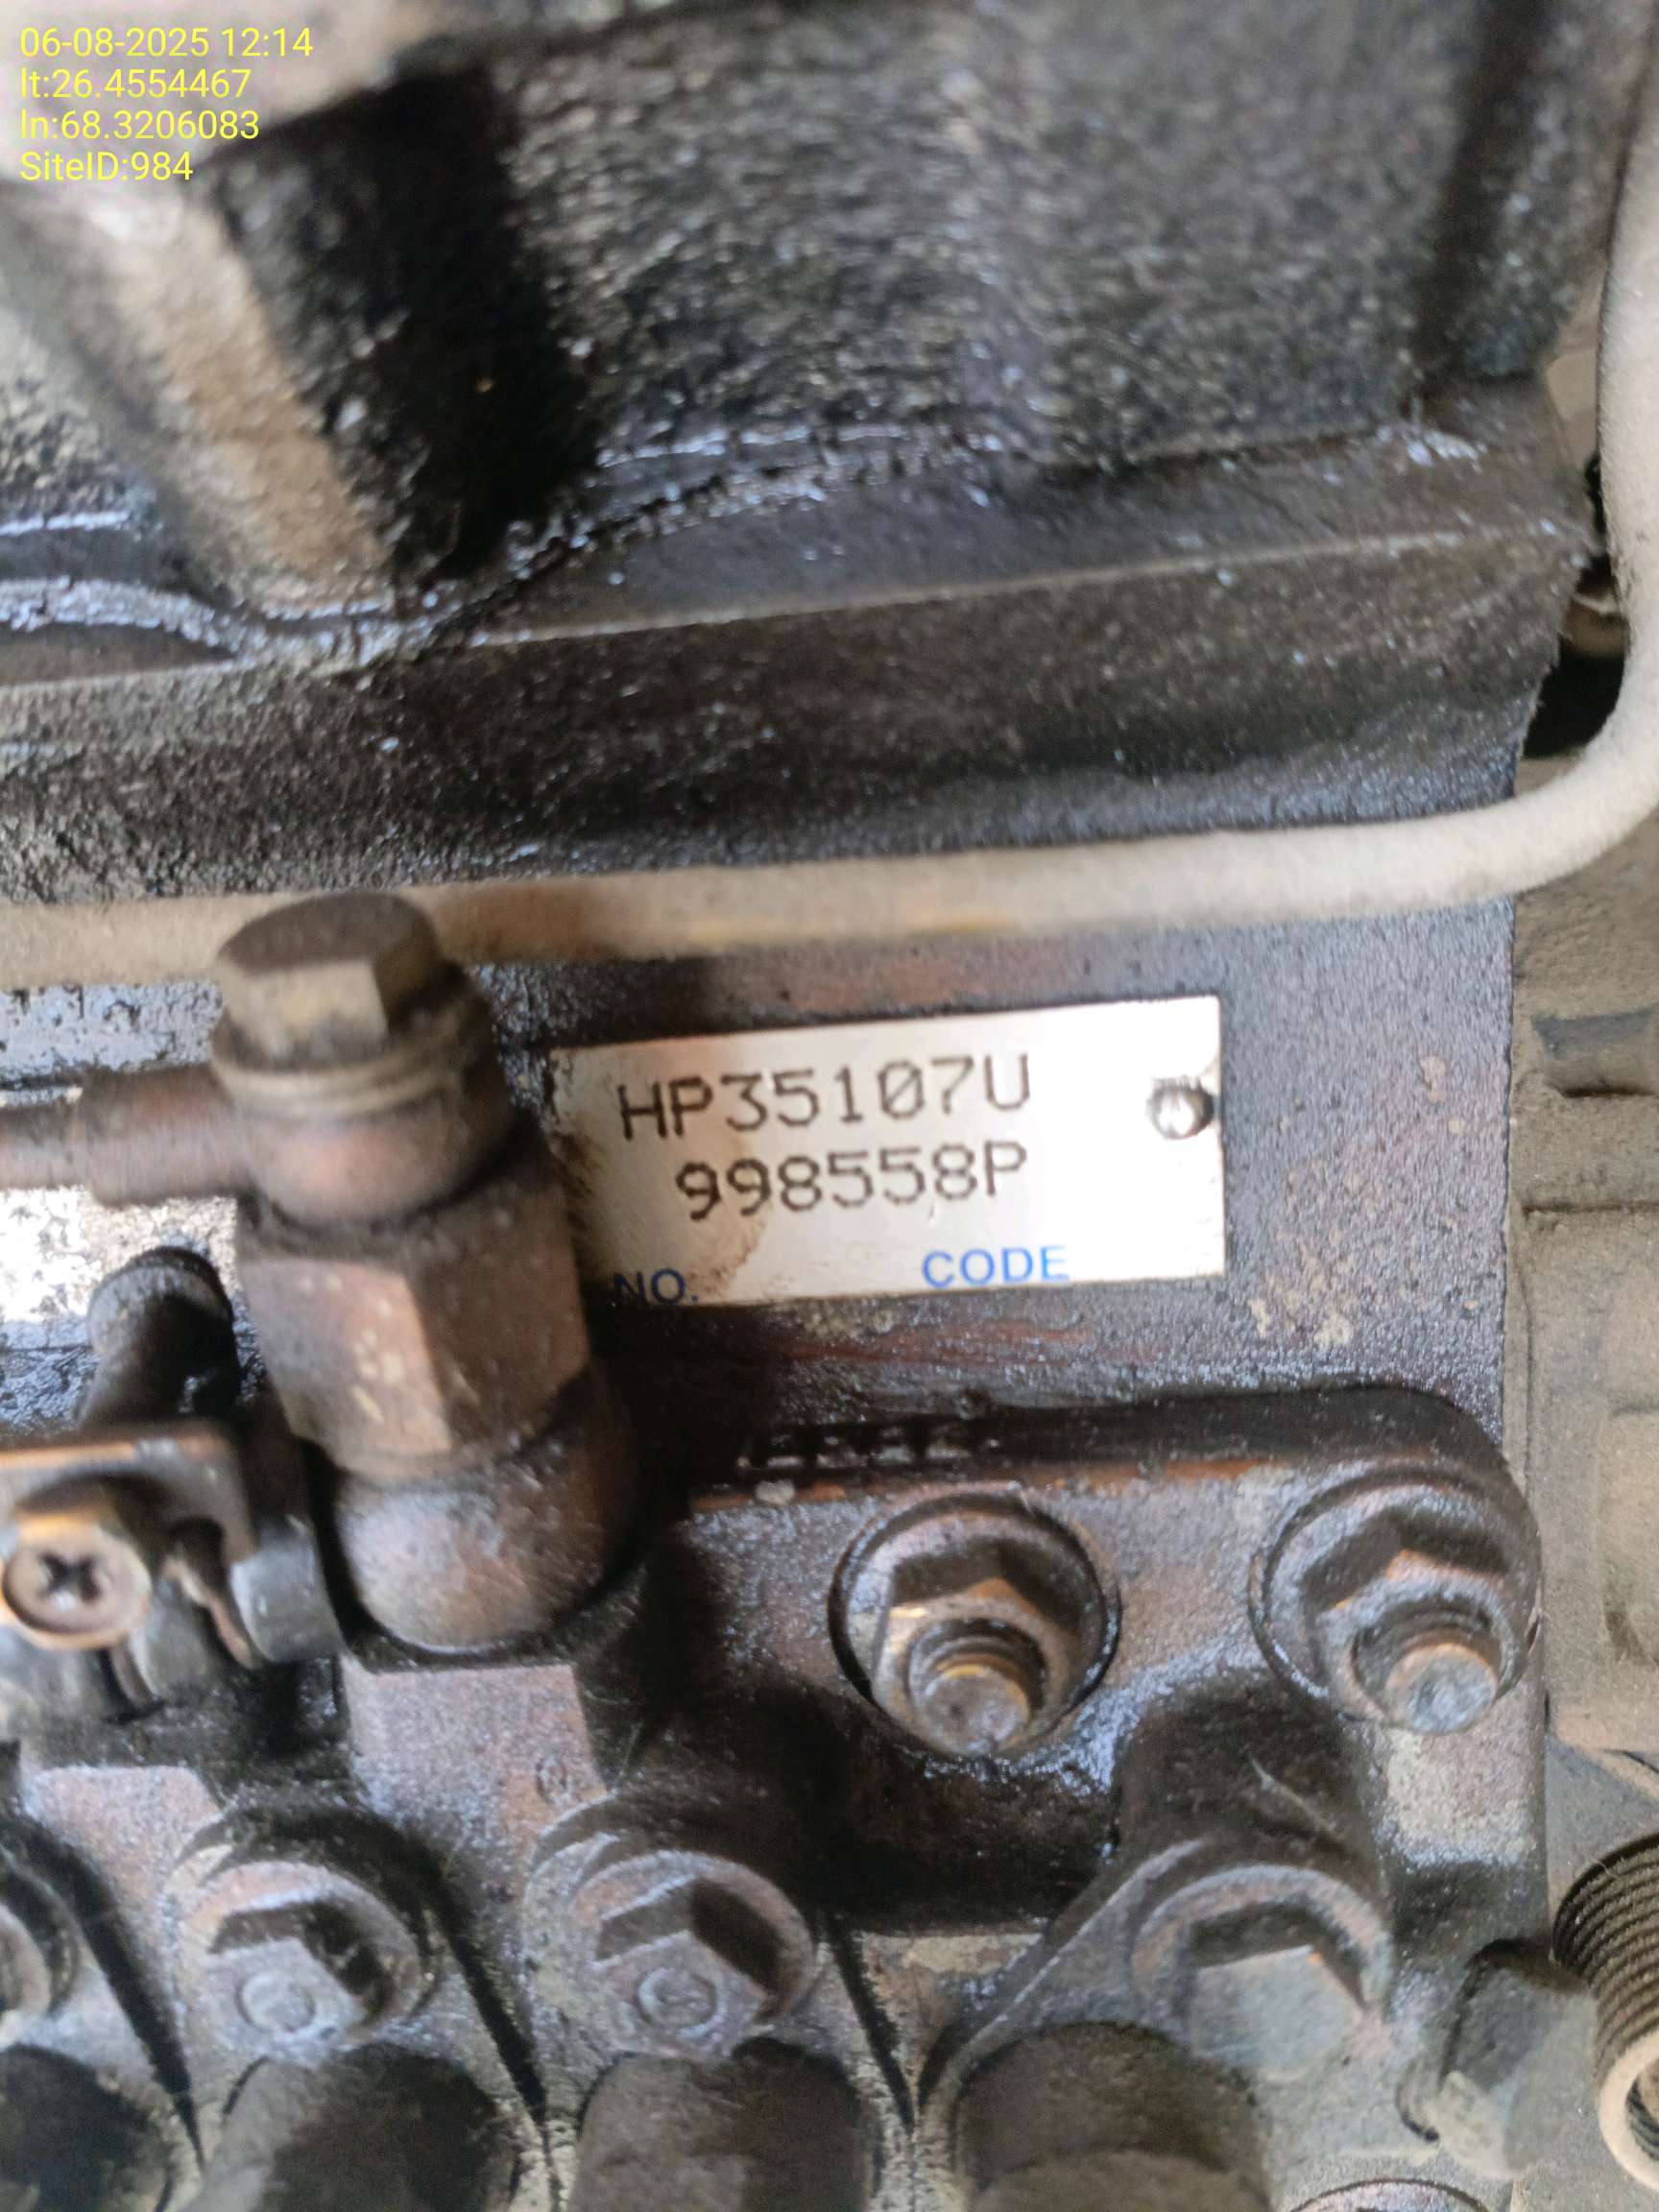 06-08-2025 12:14
lt:26.4554467
ln:68.3206083
SiteID:984
HP35107U
998558P
NO. CODE